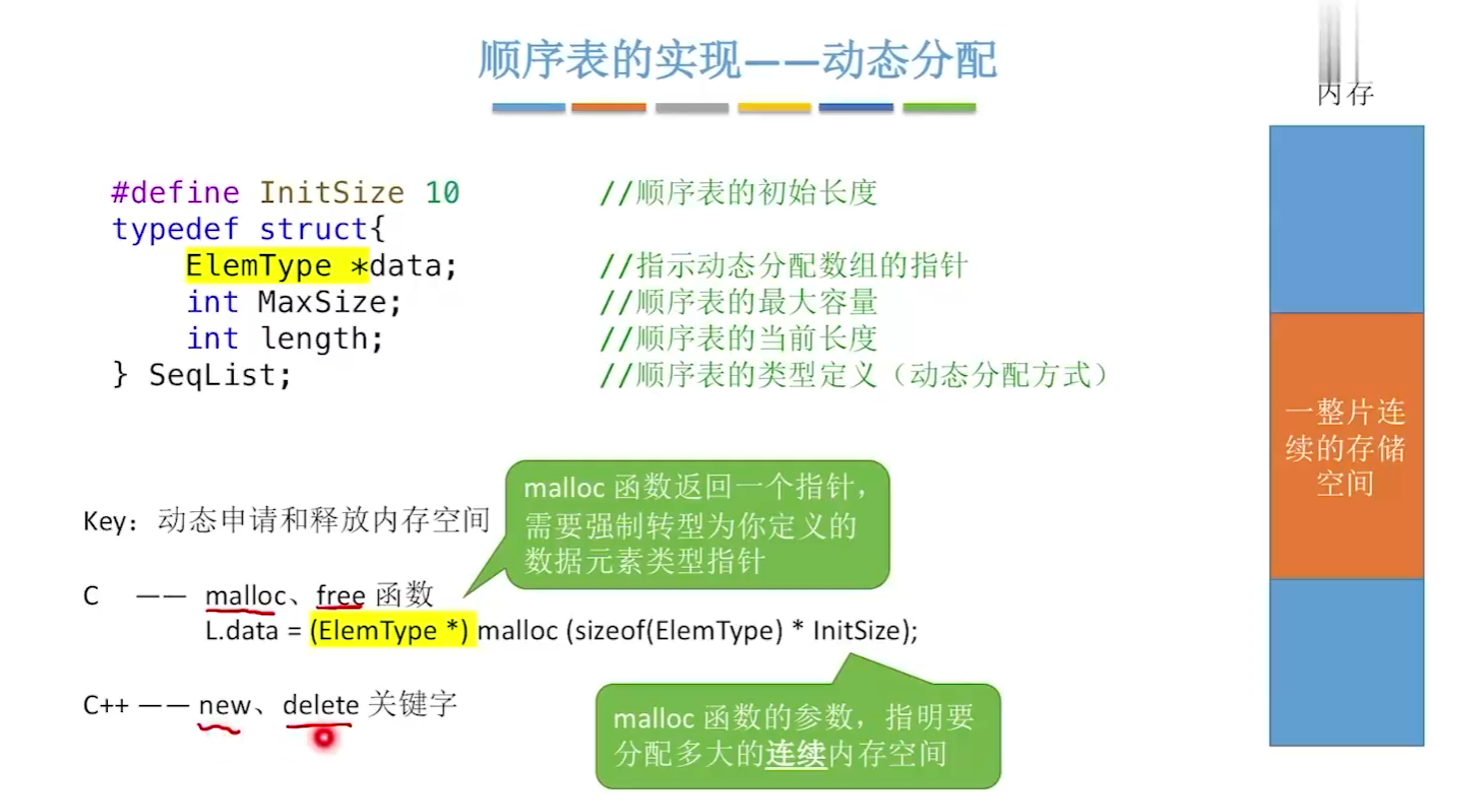 顺序表的实现——动态分配
内存
#define InitSize 10 //顺序表的初始长度
typedef struct{
ElemType *data; //指示动态分配数组的指针
int MaxSize; //顺序表的最大容量
int length; //顺序表的当前长度
} SeqList; //顺序表的类型定义（动态分配方式）
一整片连
续的存储
空间
malloc 函数返回一个指针，
需要强制转型为你定义的
数据元素类型指针
Key：动态申请和释放内存空间
C —— malloc、free 函数
L.data = (ElemType *) malloc (sizeof(ElemType) * InitSize);
C++ —— new、delete 关键字
malloc 函数的参数，指明要
分配多大的连续内存空间